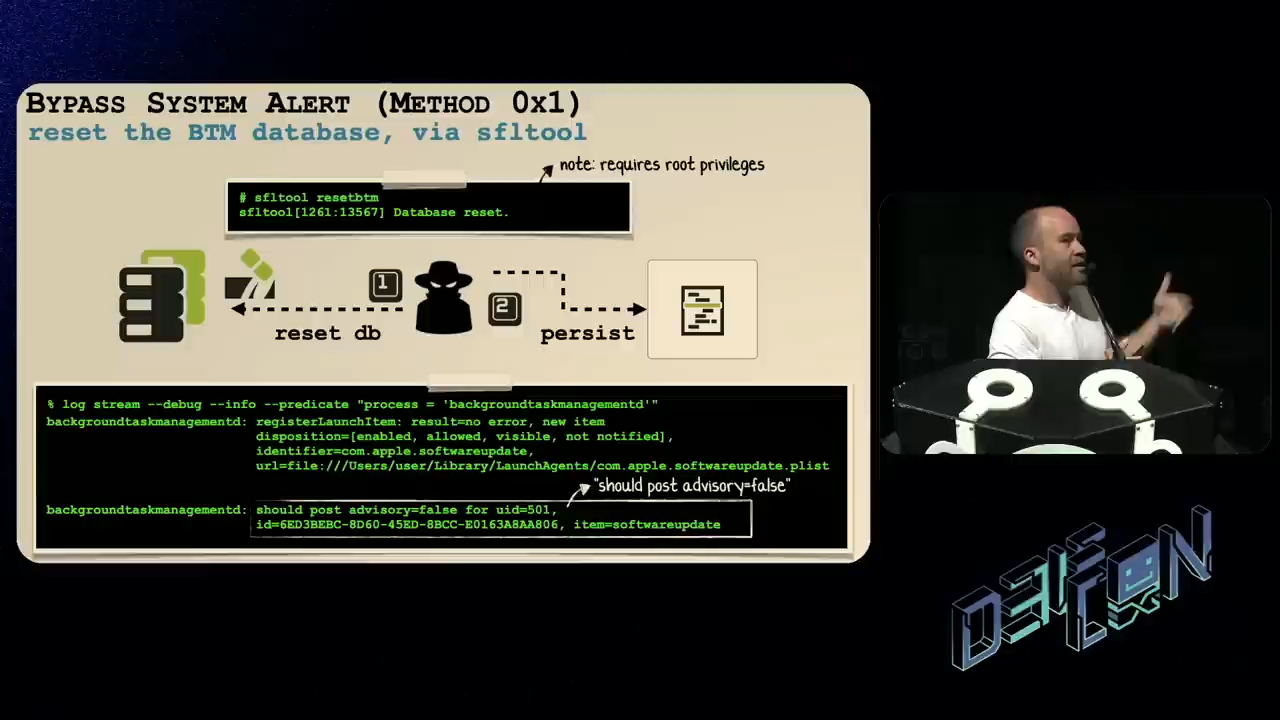 BYPASS SYSTEM ALERT (METHOD 0x1)
reset the BTM database, via sfltool
note: requires root privileges
# sfltool resetbtm
sfltool[1261:13567] Database reset.
1
2
reset db
persist
% log stream --debug --info --predicate "process = 'backgroundtaskmanagementd'"
backgroundtaskmanagementd: registerLaunchItem: result=no error, new item
disposition=[enabled, allowed, visible, not notified],
identifier=com.apple.softwareupdate,
url=file:///Users/user/Library/LaunchAgents/com.apple.softwareupdate.plist
"should post advisory=false"
backgroundtaskmanagementd: should post advisory=false for uid=501,
id=6ED3BEBC-8D60-45ED-8BCC-E0163A8AA806, item=softwareupdate
DEF
CON